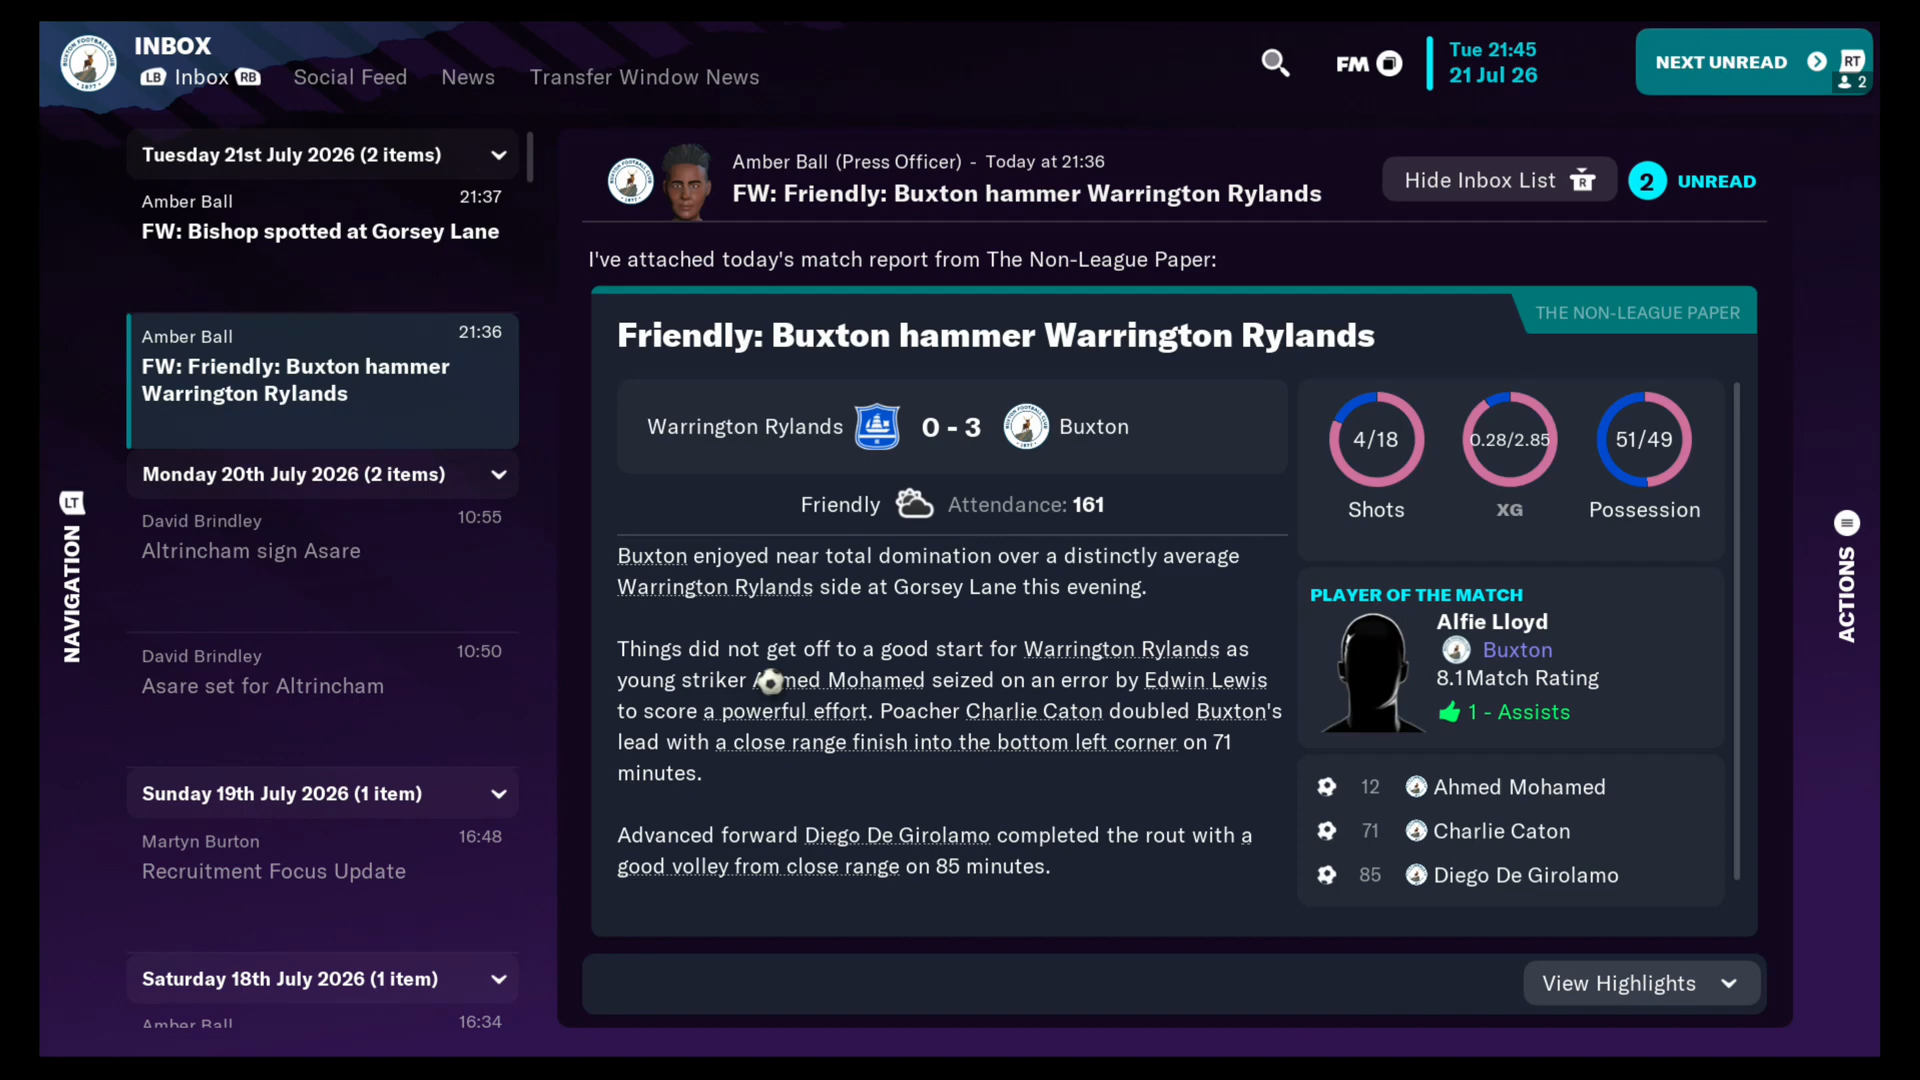 INBOX
LB Inbox RB
Social Feed
News
Transfer Window News
FM
Tue 21:45
21 Jul 26
NEXT UNREAD
RT
2
Tuesday 21st July 2026 (2 items)
Amber Ball
21:37
FW: Bishop spotted at Gorsey Lane
Amber Ball
21:36
FW: Friendly: Buxton hammer
Warrington Rylands
Monday 20th July 2026 (2 items)
David Brindley
10:55
Altrincham sign Asare
David Brindley
10:50
Asare set for Altrincham
Sunday 19th July 2026 (1 item)
Martyn Burton
16:48
Recruitment Focus Update
Saturday 18th July 2026 (1 item)
Amber Ball
16:34
LT
NAVIGATION
Amber Ball (Press Officer) - Today at 21:36
FW: Friendly: Buxton hammer Warrington Rylands
Hide Inbox List R
2 UNREAD
I've attached today's match report from The Non-League Paper:
THE NON-LEAGUE PAPER
Friendly: Buxton hammer Warrington Rylands
Warrington Rylands 0 - 3 Buxton
Friendly Attendance: 161
Buxton enjoyed near total domination over a distinctly average
Warrington Rylands side at Gorsey Lane this evening.
Things did not get off to a good start for Warrington Rylands as
young striker Ahmed Mohamed seized on an error by Edwin Lewis
to score a powerful effort. Poacher Charlie Caton doubled Buxton's
lead with a close range finish into the bottom left corner on 71
minutes.
Advanced forward Diego De Girolamo completed the rout with a
good volley from close range on 85 minutes.
4/18
Shots
0.28/2.85
XG
51/49
Possession
PLAYER OF THE MATCH
Alfie Lloyd
Buxton
8.1 Match Rating
1 - Assists
12 Ahmed Mohamed
71 Charlie Caton
85 Diego De Girolamo
View Highlights
ACTIONS